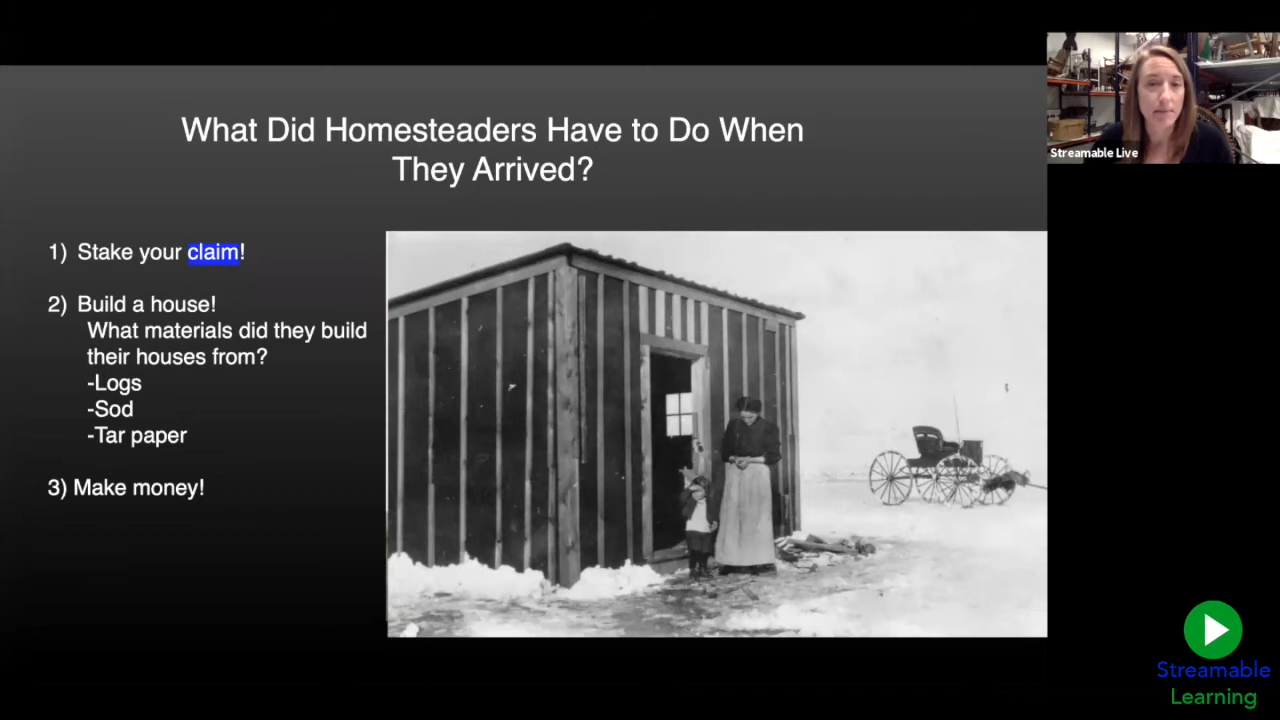 What Did Homesteaders Have to Do When
They Arrived?
1) Stake your claim!
2) Build a house!
What materials did they build
their houses from?
-Logs
-Sod
-Tar paper
3) Make money!
Streamable Live
Streamable
Learning